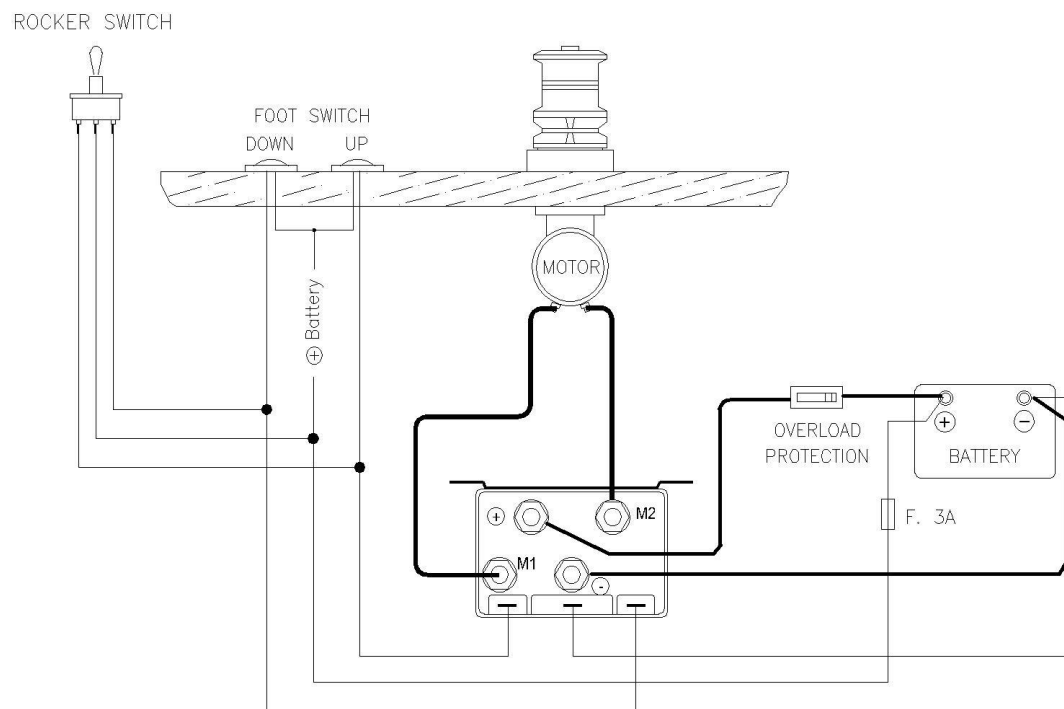 ROCKER SWITCH
FOOT SWITCH
DOWN UP
MOTOR
+ Battery
OVERLOAD
PROTECTION
+ −
BATTERY
F. 3A
+ M2
M1
-